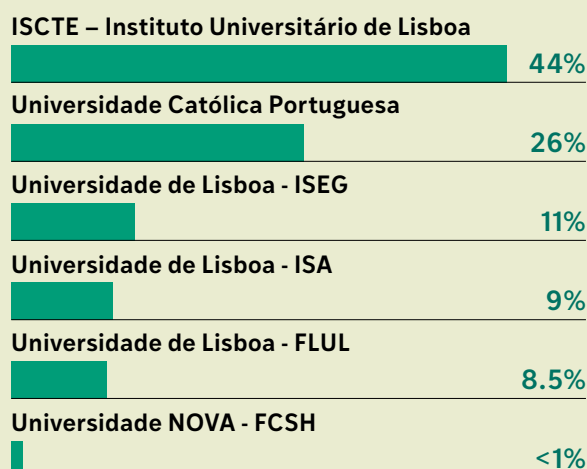 ISCTE – Instituto Universitário de Lisboa
44%
Universidade Católica Portuguesa
26%
Universidade de Lisboa - ISEG
11%
Universidade de Lisboa - ISA
9%
Universidade de Lisboa - FLUL
8.5%
Universidade NOVA - FCSH
<1%